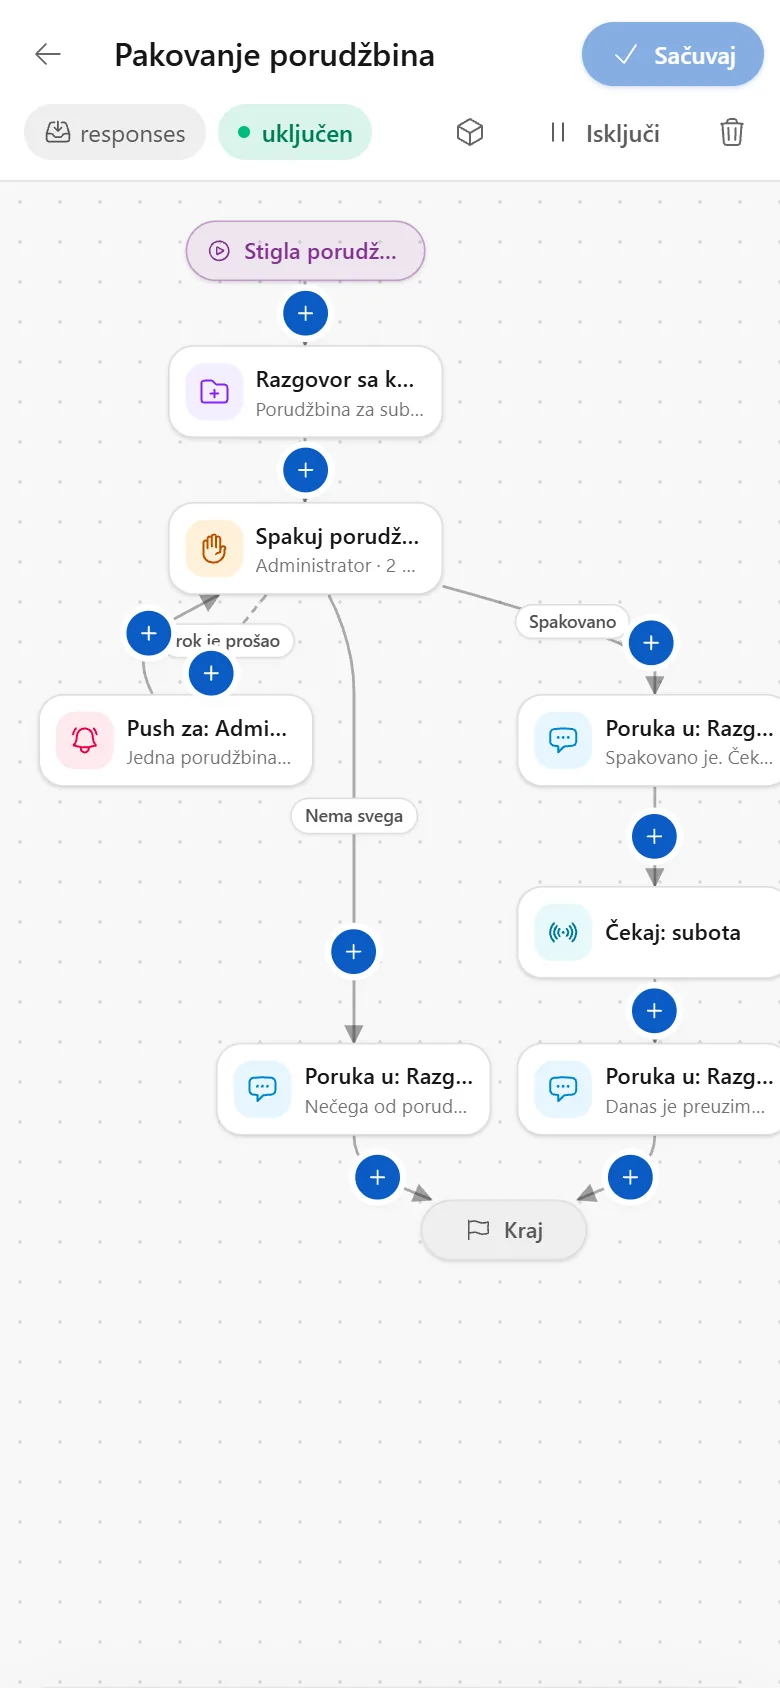 Pakovanje porudžbina
Sačuvaj
responses
uključen
Isključi
Stigla porudž...
Razgovor sa k...
Porudžbina za sub...
Spakuj porudž...
Administrator · 2 ...
rok je prošao
Spakovano
Push za: Admi...
Jedna porudžbina...
Poruka u: Razg...
Spakovano je. Ček...
Nema svega
Čekaj: subota
Poruka u: Razg...
Nečega od porud...
Poruka u: Razg...
Danas je preuzim...
Kraj